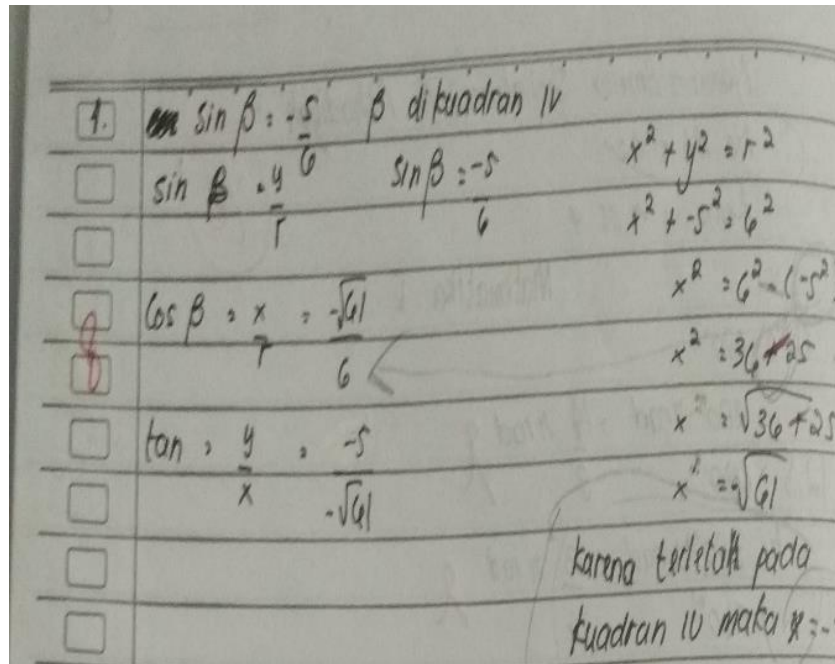 1. sin β = -5/6 β dikuadran IV
sin β = y/r sin β = -5/6 x² + y² = r²
x² + -5² = 6²
x² = 6² - (-5²
cos β = x/r = -√61/6 x² = 36 + 25
8
tan = y/x = -5/-√61 x² = √36 + 25
x² = -√61
karena terletak pada
kuadran IV maka x = -